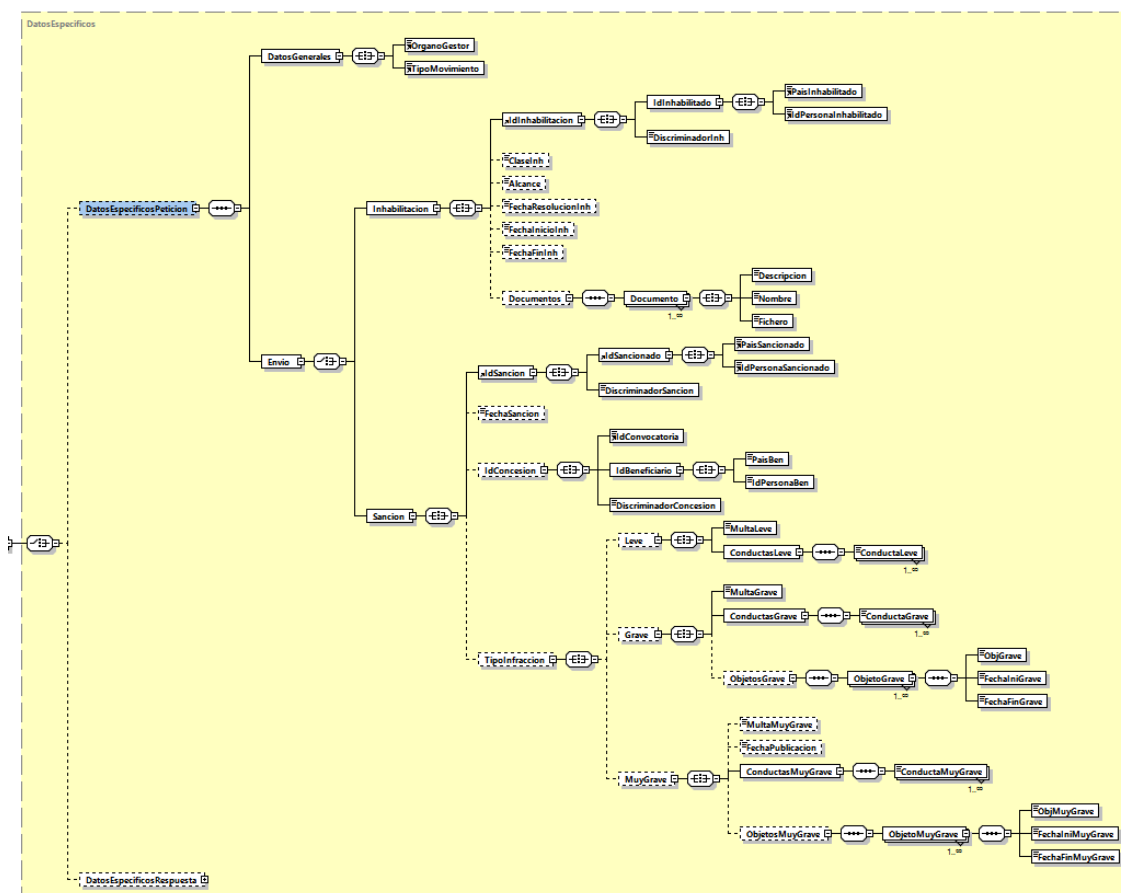 DatosEspecificos
OrganoGestor
DatosGenerales
TipoMovimiento
PaisInhabilitado
IdInhabilitado
IdPersonaInhabilitado
IdInhabilitacion
DiscriminadorInh
ClaseInh
Alcance
DatosEspecificosPeticion
Inhabilitacion
FechaResolucionInh
FechaInicioInh
FechaFinInh
Descripcion
Documentos
Documento
Nombre
1..∞
Fichero
PaisSancionado
IdSancionado
Envio
IdPersonaSancionado
IdSancion
DiscriminadorSancion
FechaSancion
IdConvocatoria
PaisBen
IdConcesion
IdBeneficiario
IdPersonaBen
DiscriminadorConcesion
Sancion
MultaLeve
Leve
ConductasLeve
ConductaLeve
1..∞
MultaGrave
ConductasGrave
ConductaGrave
1..∞
Grave
ObjGrave
TipoInfraccion
ObjetosGrave
ObjetoGrave
FechaIniGrave
1..∞
FechaFinGrave
MultaMuyGrave
FechaPublicacion
MuyGrave
ConductasMuyGrave
ConductaMuyGrave
1..∞
ObjMuyGrave
ObjetosMuyGrave
ObjetoMuyGrave
FechaIniMuyGrave
1..∞
FechaFinMuyGrave
DatosEspecificosRespuesta